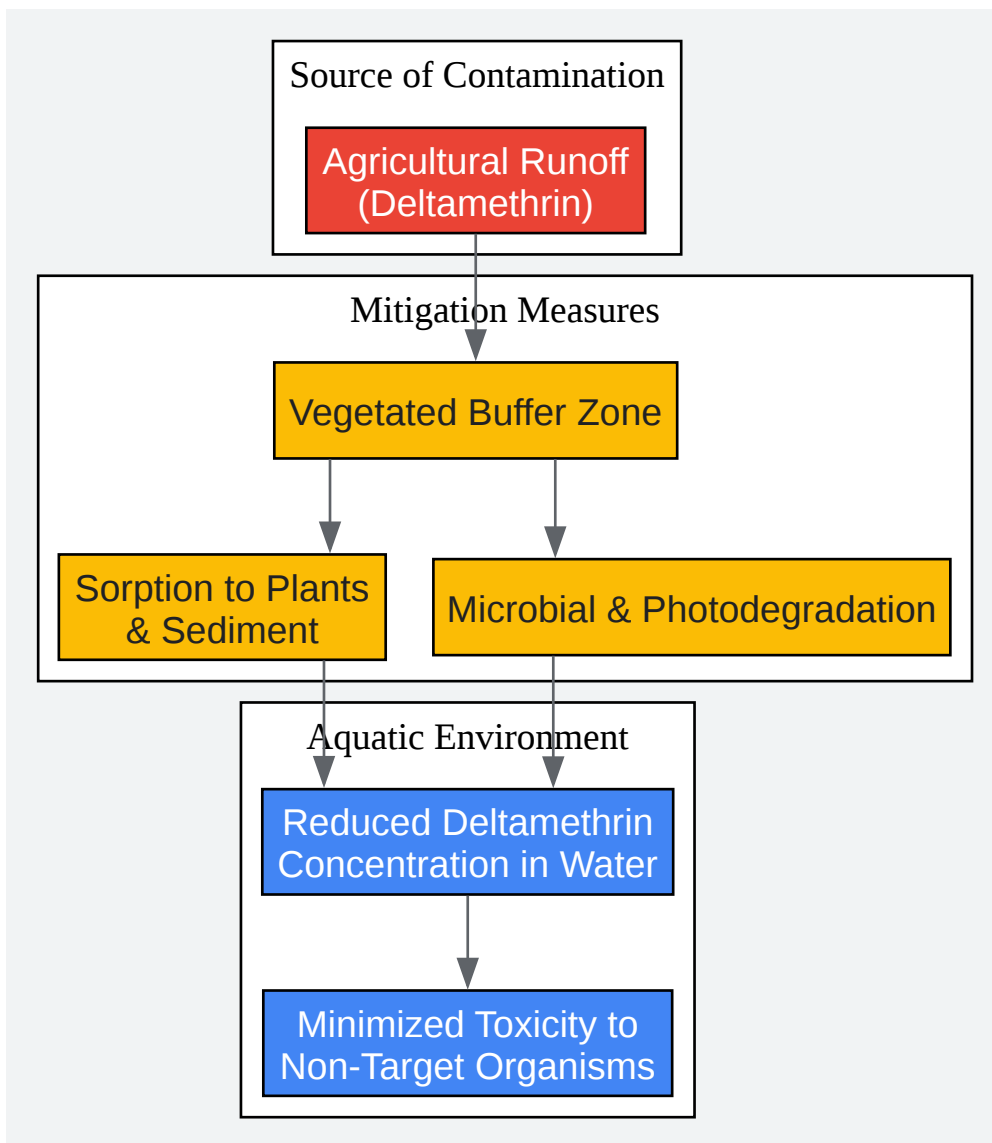 Source of Contamination
Agricultural Runoff
(Deltamethrin)
Mitigation Measures
Vegetated Buffer Zone
Sorption to Plants
& Sediment
Microbial & Photodegradation
Aquatic Environment
Reduced Deltamethrin
Concentration in Water
Minimized Toxicity to
Non-Target Organisms